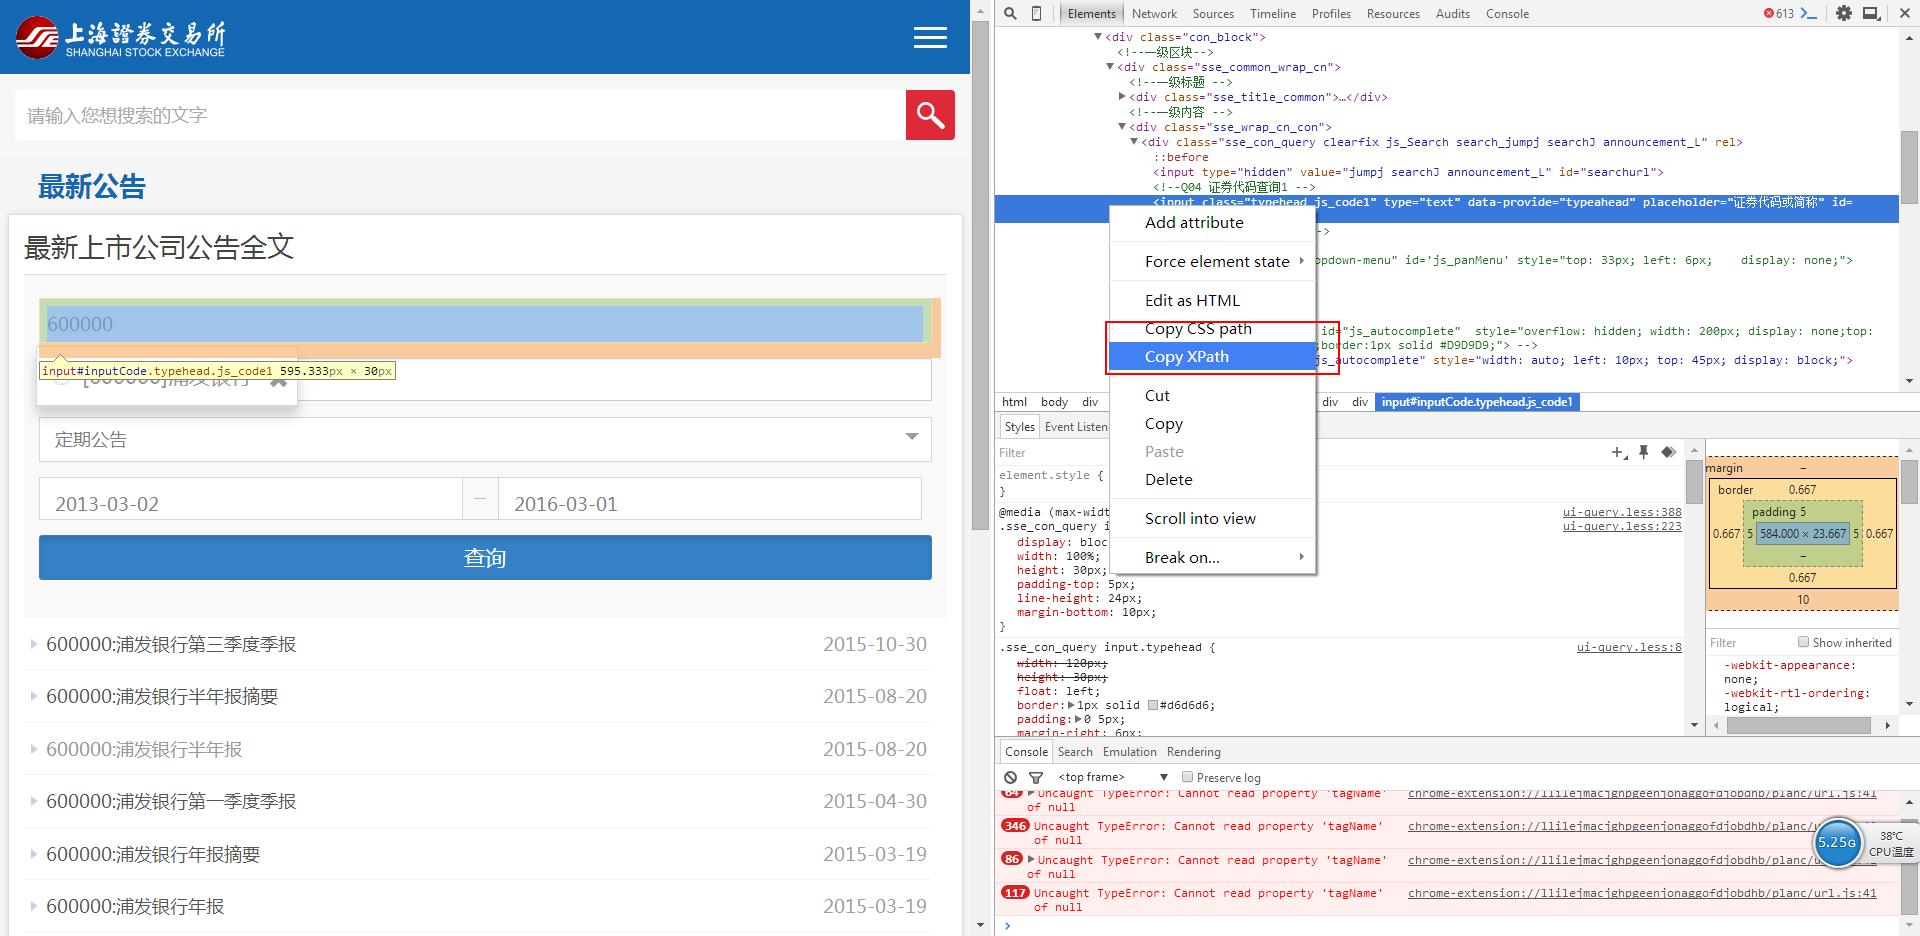 上海證券交易所
SHANGHAI STOCK EXCHANGE
请输入您想搜索的文字
最新公告
最新上市公司公告全文
600000
input#inputCode.typehead.js_code1 595.333px × 30px
定期公告
2013-03-02 — 2016-03-01
查询
600000:浦发银行第三季度季报 2015-10-30
600000:浦发银行半年报摘要 2015-08-20
600000:浦发银行半年报 2015-08-20
600000:浦发银行第一季度季报 2015-04-30
600000:浦发银行年报摘要 2015-03-19
600000:浦发银行年报 2015-03-19
Elements Network Sources Timeline Profiles Resources Audits Console 613
<div class="con_block">
<!--一级区块-->
<div class="sse_common_wrap_cn">
<!--一级标题 -->
<div class="sse_title_common">…</div>
<!--一级内容 -->
<div class="sse_wrap_cn_con">
<div class="sse_con_query clearfix js_Search search_jumpj searchJ announcement_L" rel>
::before
<input type="hidden" value="jumpj searchJ announcement_L" id="searchurl">
<!--Q04 证券代码查询1 -->
<input class="typehead js_code1" type="text" data-provide="typeahead" placeholder="证券代码或简称" id=
-->
opdown-menu" id='js_panMenu' style="top: 33px; left: 6px; display: none;">
id="js_autocomplete" style="overflow: hidden; width: 200px; display: none;top:
;border:1px solid #D9D9D9;"> -->
js_autocomplete" style="width: auto; left: 10px; top: 45px; display: block;">
Add attribute
Force element state
Edit as HTML
Copy CSS path
Copy XPath
Cut
Copy
Paste
Delete
Scroll into view
Break on...
html body div div div input#inputCode.typehead.js_code1
Styles Event Listen
Filter
element.style {
}
@media (max-widt
ui-query.less:388
.sse_con_query i
ui-query.less:223
display: bloc
width: 100%;
height: 30px;
padding-top: 5px;
line-height: 24px;
margin-bottom: 10px;
}
.sse_con_query input.typehead {
ui-query.less:8
width: 120px;
height: 30px;
float: left;
border: 1px solid #d6d6d6;
padding: 0 5px;
margin-right: 6px;
margin –
border 0.667
padding 5
0.667 5 584.000 × 23.667 5 0.667
–
0.667
10
Filter Show inherited
-webkit-appearance:
none;
-webkit-rtl-ordering:
logical;
Console Search Emulation Rendering
<top frame> Preserve log
64 Uncaught TypeError: Cannot read property 'tagName' of null chrome-extension://llilejmacjghpgeenjonaggofdjobdhb/planc/url.js:41
346 Uncaught TypeError: Cannot read property 'tagName' chrome-extension://llilejmacjghpgeenjonaggofdjobdhb/planc/u
of null
86 Uncaught TypeError: Cannot read property 'tagName' chrome-extension://llilejmacjghpgeenjonaggofdjobdhb/planc/u
of null
117 Uncaught TypeError: Cannot read property 'tagName' chrome-extension://llilejmacjghpgeenjonaggofdjobdhb/planc/url.js:41
of null
5.25G
38℃
CPU温度